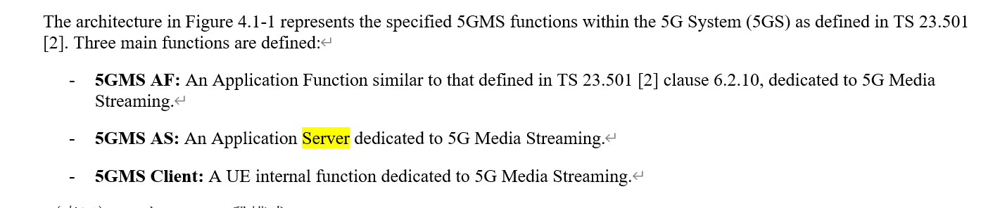 The architecture in Figure 4.1-1 represents the specified 5GMS functions within the 5G System (5GS) as defined in TS 23.501
[2]. Three main functions are defined:↵
- 5GMS AF: An Application Function similar to that defined in TS 23.501 [2] clause 6.2.10, dedicated to 5G Media
Streaming.↵
- 5GMS AS: An Application Server dedicated to 5G Media Streaming.↵
- 5GMS Client: A UE internal function dedicated to 5G Media Streaming.↵